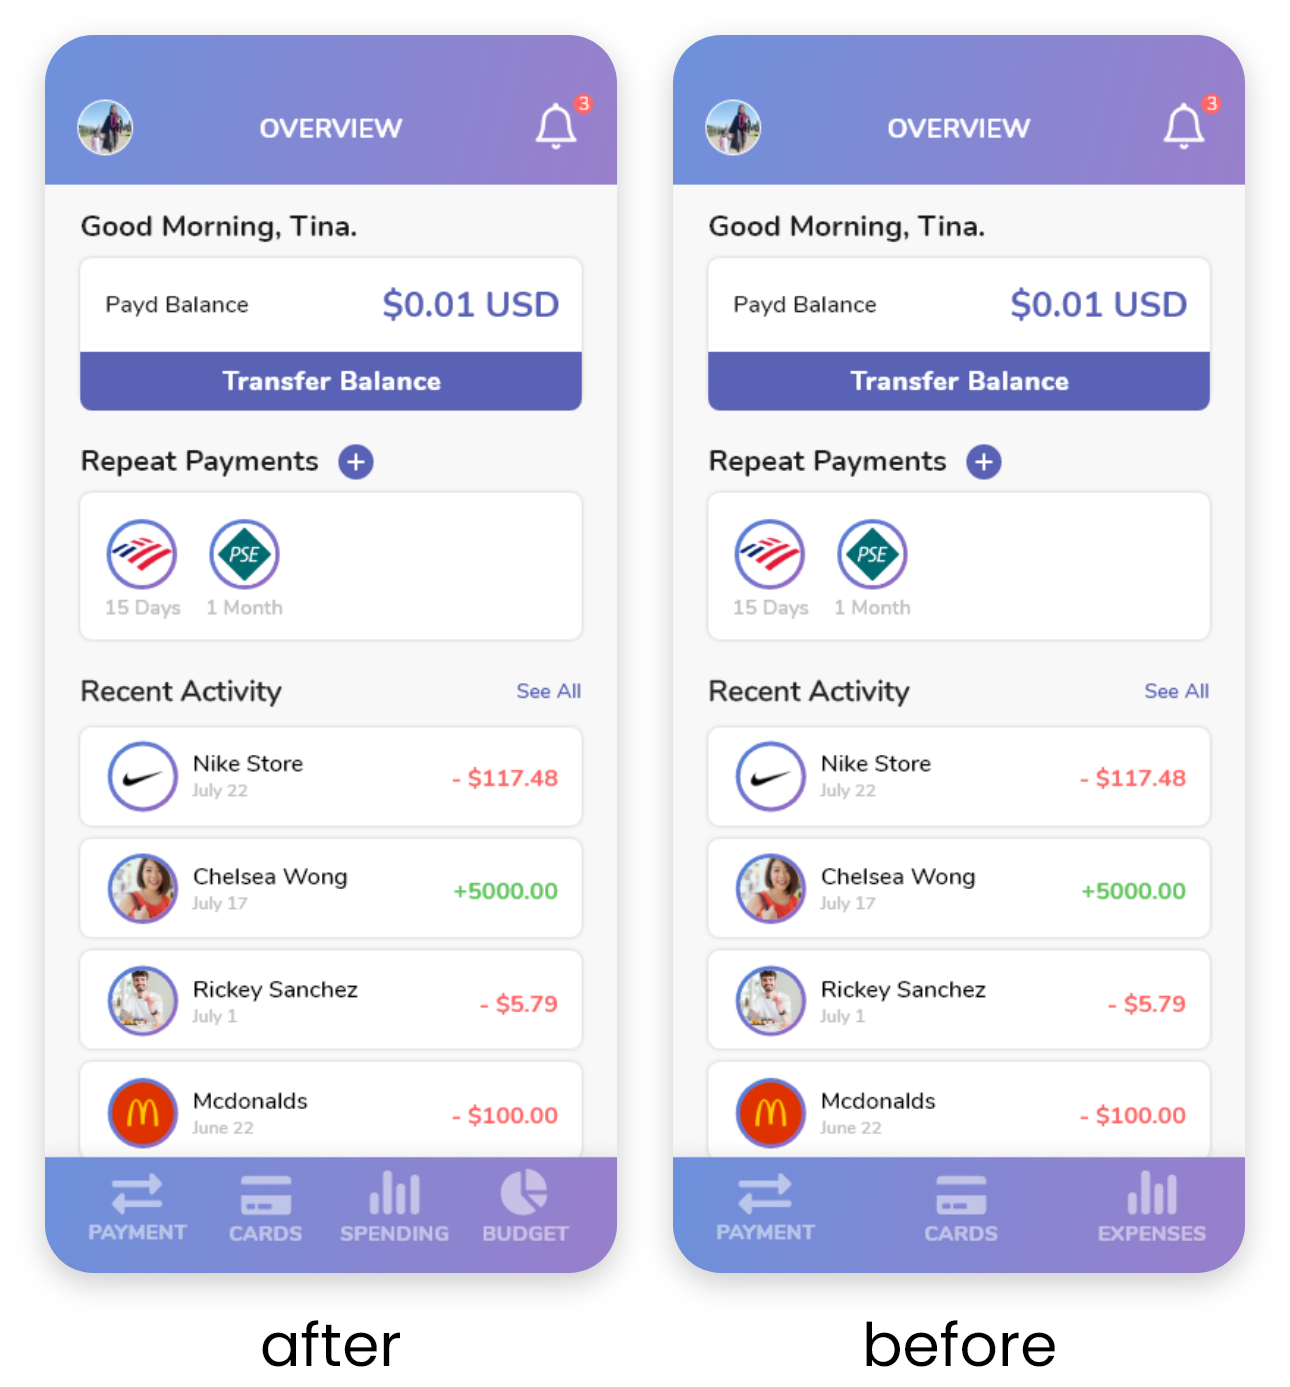 OVERVIEW
3
Good Morning, Tina.
Payd Balance $0.01 USD
Transfer Balance
Repeat Payments +
PSE
15 Days 1 Month
Recent Activity See All
Nike Store
July 22
- $117.48
Chelsea Wong
July 17
+5000.00
Rickey Sanchez
July 1
- $5.79
Mcdonalds
June 22
- $100.00
PAYMENT CARDS SPENDING BUDGET
after
OVERVIEW
3
Good Morning, Tina.
Payd Balance $0.01 USD
Transfer Balance
Repeat Payments +
PSE
15 Days 1 Month
Recent Activity See All
Nike Store
July 22
- $117.48
Chelsea Wong
July 17
+5000.00
Rickey Sanchez
July 1
- $5.79
Mcdonalds
June 22
- $100.00
PAYMENT CARDS EXPENSES
before